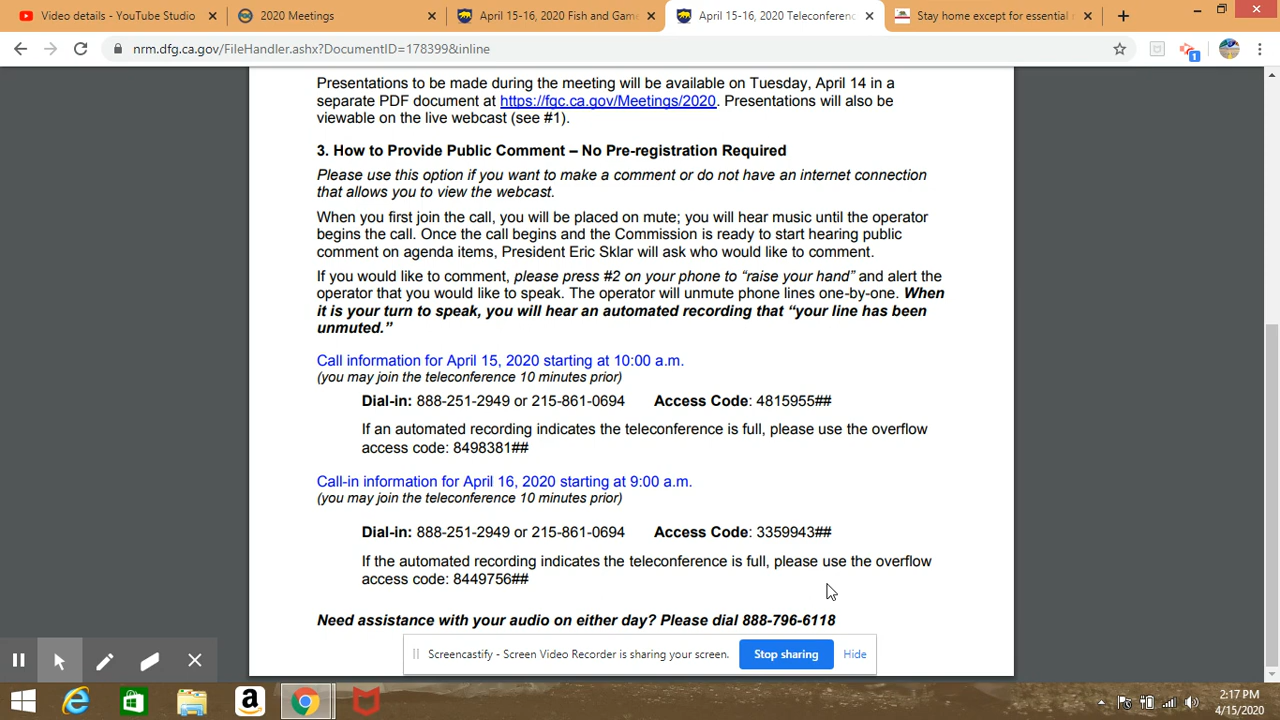 Video details - YouTube Studio
2020 Meetings
April 15-16, 2020 Fish and Gam
April 15-16, 2020 Teleconferenc
Stay home except for essential
nrm.dfg.ca.gov/FileHandler.ashx?DocumentID=178399&inline
1
Presentations to be made during the meeting will be available on Tuesday, April 14 in a
separate PDF document at https://fgc.ca.gov/Meetings/2020. Presentations will also be
viewable on the live webcast (see #1).
3. How to Provide Public Comment – No Pre-registration Required
Please use this option if you want to make a comment or do not have an internet connection
that allows you to view the webcast.
When you first join the call, you will be placed on mute; you will hear music until the operator
begins the call. Once the call begins and the Commission is ready to start hearing public
comment on agenda items, President Eric Sklar will ask who would like to comment.
If you would like to comment, please press #2 on your phone to “raise your hand” and alert the
operator that you would like to speak. The operator will unmute phone lines one-by-one. When
it is your turn to speak, you will hear an automated recording that “your line has been
unmuted.”
Call information for April 15, 2020 starting at 10:00 a.m.
(you may join the teleconference 10 minutes prior)
Dial-in: 888-251-2949 or 215-861-0694 Access Code: 4815955##
If an automated recording indicates the teleconference is full, please use the overflow
access code: 8498381##
Call-in information for April 16, 2020 starting at 9:00 a.m.
(you may join the teleconference 10 minutes prior)
Dial-in: 888-251-2949 or 215-861-0694 Access Code: 3359943##
If the automated recording indicates the teleconference is full, please use the overflow
access code: 8449756##
Need assistance with your audio on either day? Please dial 888-796-6118
Screencastify - Screen Video Recorder is sharing your screen. Stop sharing Hide
2:17 PM
4/15/2020